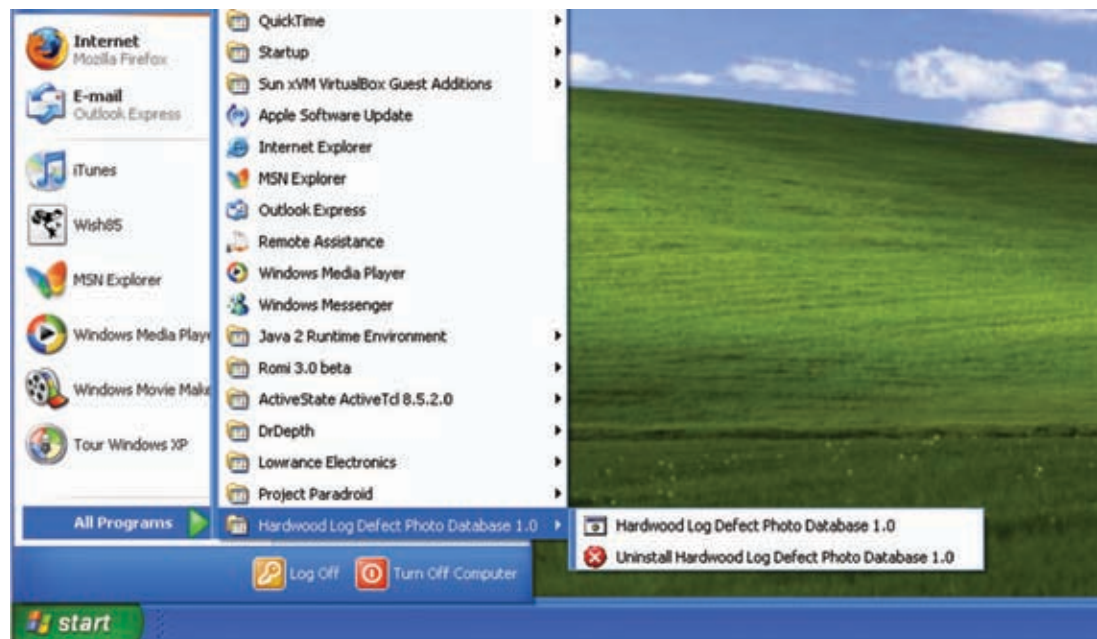 Internet
Mozilla Firefox
E-mail
Outlook Express
iTunes
Wish85
MSN Explorer
Windows Media Playe
Windows Movie Make
Tour Windows XP
All Programs
QuickTime
Startup
Sun xVM VirtualBox Guest Additions
Apple Software Update
Internet Explorer
MSN Explorer
Outlook Express
Remote Assistance
Windows Media Player
Windows Messenger
Java 2 Runtime Environment
Romi 3.0 beta
ActiveState ActiveTcl 8.5.2.0
DrDepth
Lowrance Electronics
Project Paradroid
Hardwood Log Defect Photo Database 1.0
Hardwood Log Defect Photo Database 1.0
Uninstall Hardwood Log Defect Photo Database 1.0
Log Off
Turn Off Computer
start